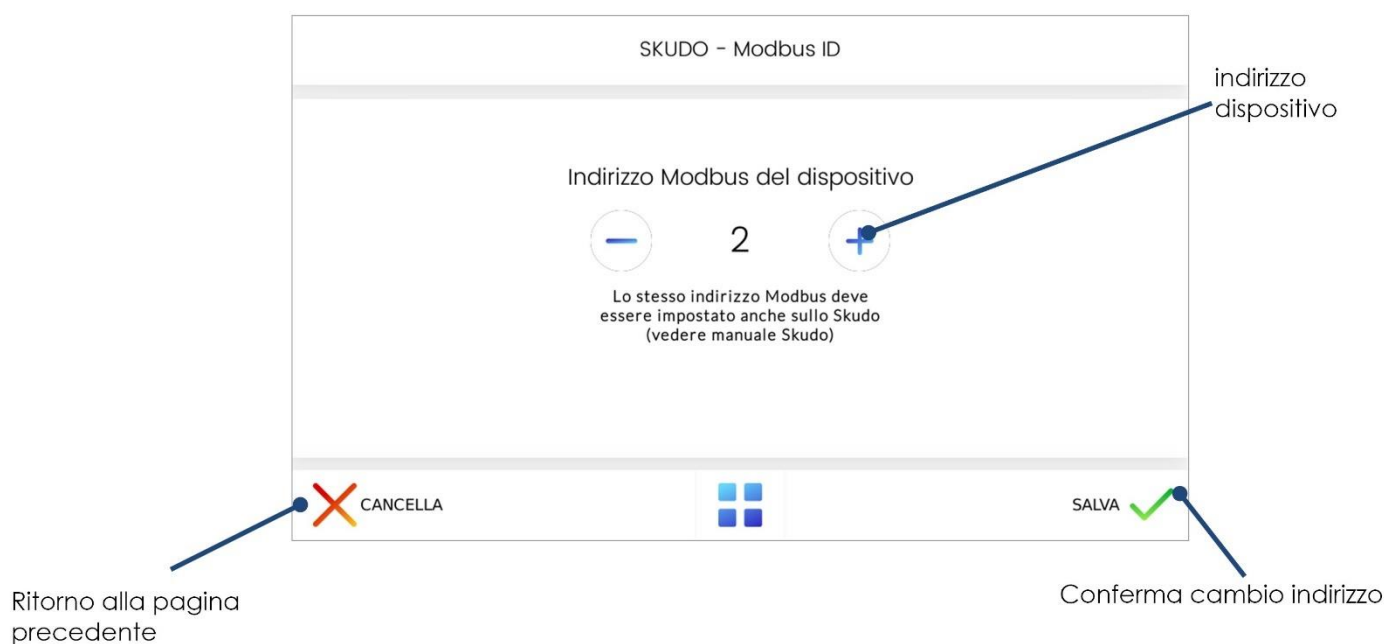 SKUDO - Modbus ID
indirizzo
dispositivo
Indirizzo Modbus del dispositivo
2
Lo stesso indirizzo Modbus deve
essere impostato anche sullo Skudo
(vedere manuale Skudo)
CANCELLA
SALVA
Ritorno alla pagina
precedente
Conferma cambio indirizzo